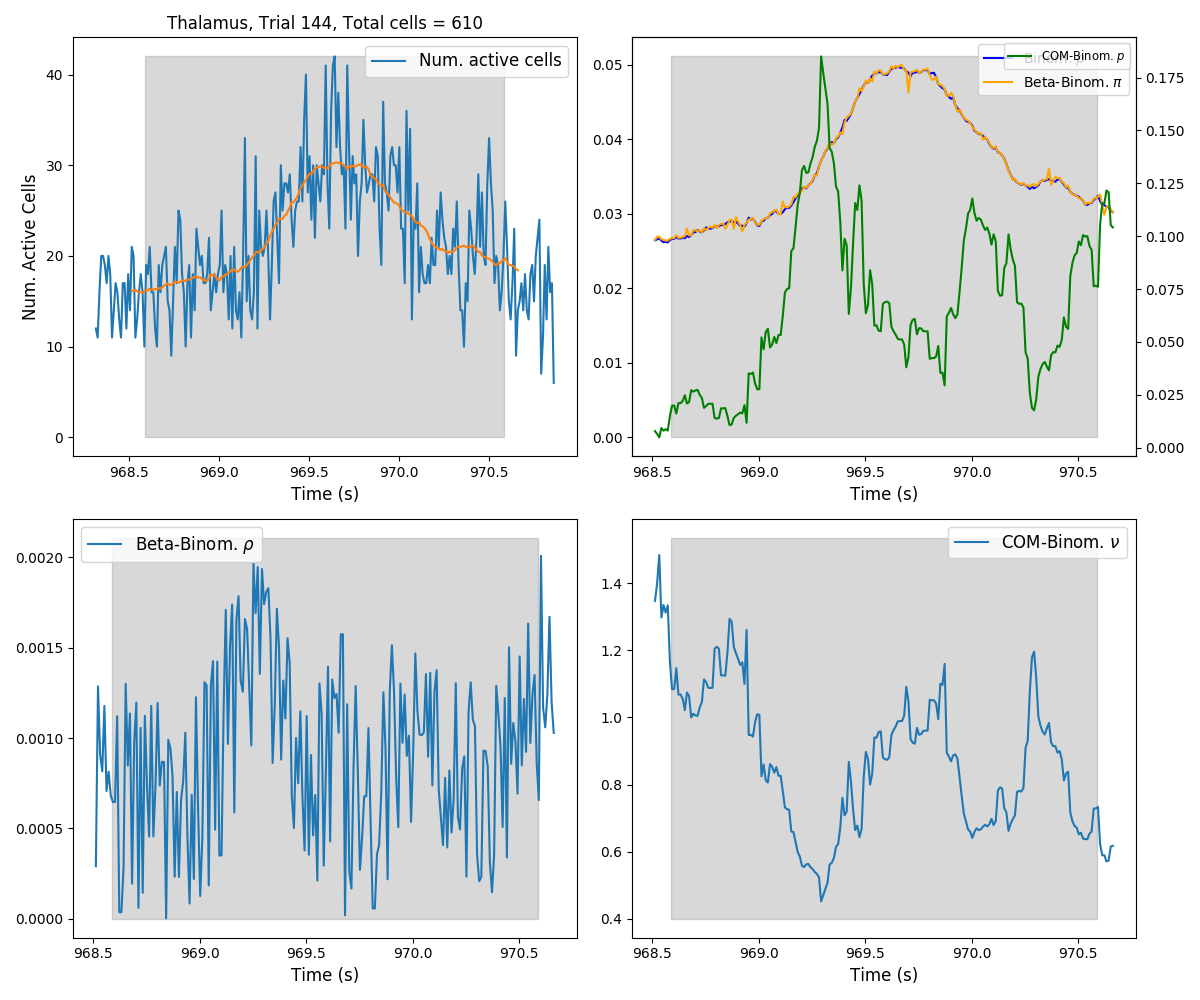 Thalamus, Trial 144, Total cells = 610
Num. active cells
Num. Active Cells
40
30
20
10
0
968.5 969.0 969.5 970.0 970.5
Time (s)
COM-Binom. p
Beta-Binom. π
0.05
0.04
0.03
0.02
0.01
0.00
0.175
0.150
0.125
0.100
0.075
0.050
0.025
0.000
968.5 969.0 969.5 970.0 970.5
Time (s)
Beta-Binom. ρ
0.0020
0.0015
0.0010
0.0005
0.0000
968.5 969.0 969.5 970.0 970.5
Time (s)
COM-Binom. ν
1.4
1.2
1.0
0.8
0.6
0.4
968.5 969.0 969.5 970.0 970.5
Time (s)